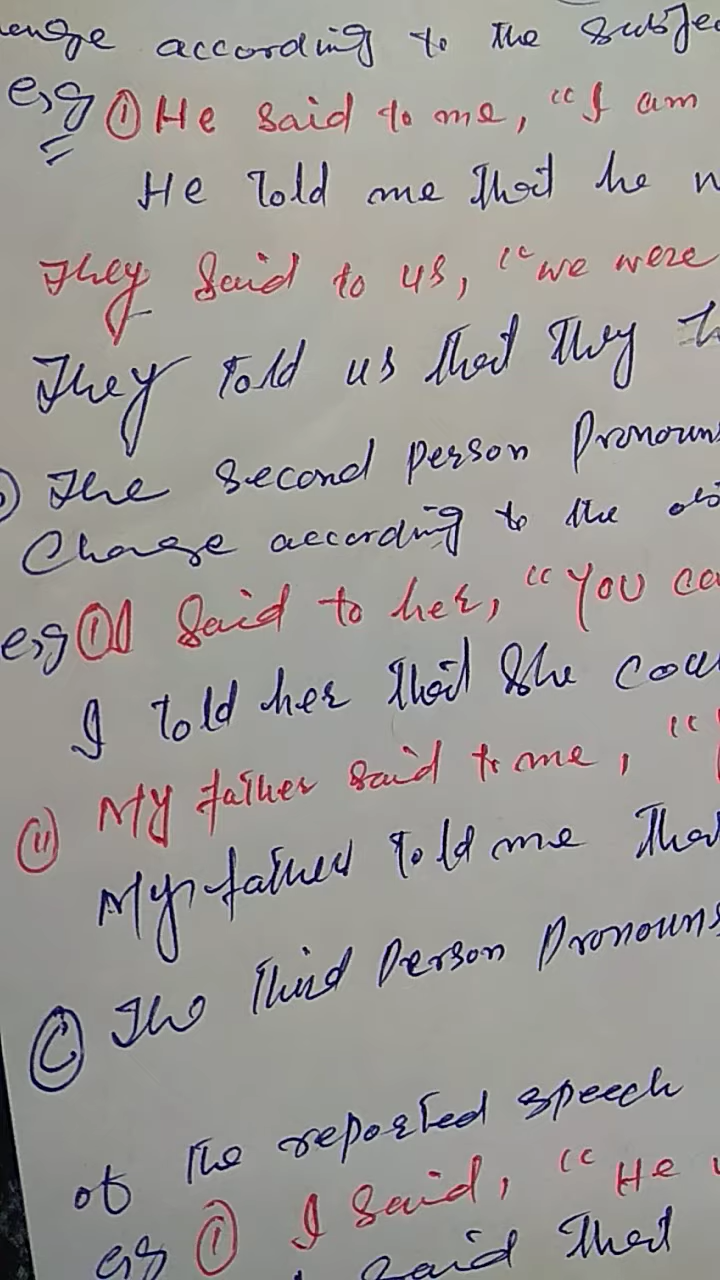 according to the
e.g ① He said to me, "I am
He told me that he
They said to us, "we were
They told us that they
The second person Pronouns
Change according to the
e.g ① I said to her, "You
I told her that She
(ii) My father said to me, "
My father told me that
(C) The Third Person Pronouns
of the reported speech
eg ① I said, "He
said that